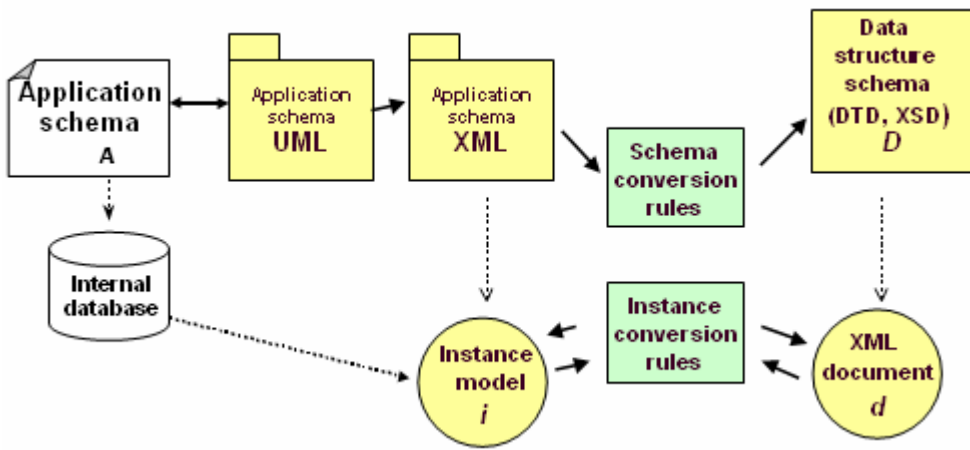 Application
schema
A
Application
schema
UML
Application
schema
XML
Schema
conversion
rules
Data
structure
schema
(DTD, XSD)
D
Internal
database
Instance
model
i
Instance
conversion
rules
XML
document
d